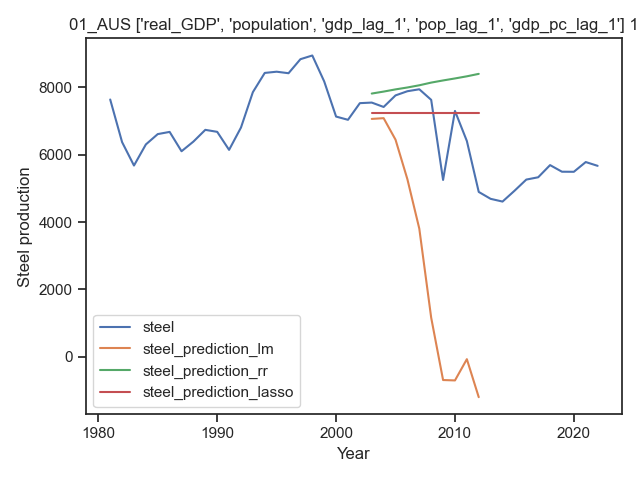 01_AUS ['real_GDP', 'population', 'gdp_lag_1', 'pop_lag_1', 'gdp_pc_lag_1'] 1
8000
6000
4000
2000
0
Steel production
steel
steel_prediction_lm
steel_prediction_rr
steel_prediction_lasso
1980
1990
2000
2010
2020
Year